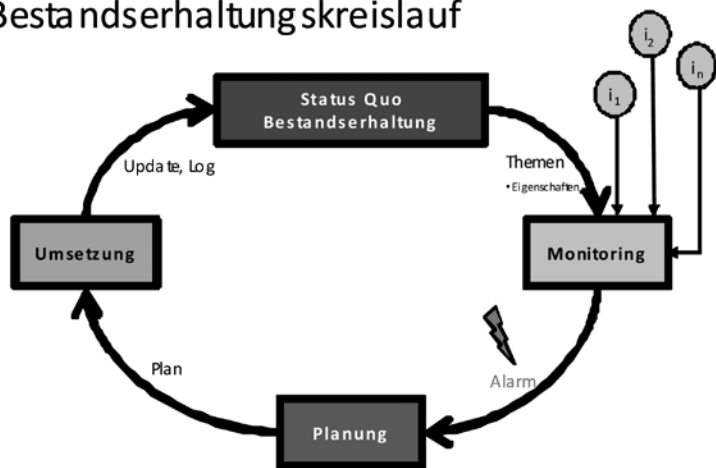 Bestandserhaltungskreislauf
i2
in
i1
Status Quo
Bestandserhaltung
Update, Log
Themen
• Eigenschaften
Umsetzung
Monitoring
Plan
Alarm
Planung